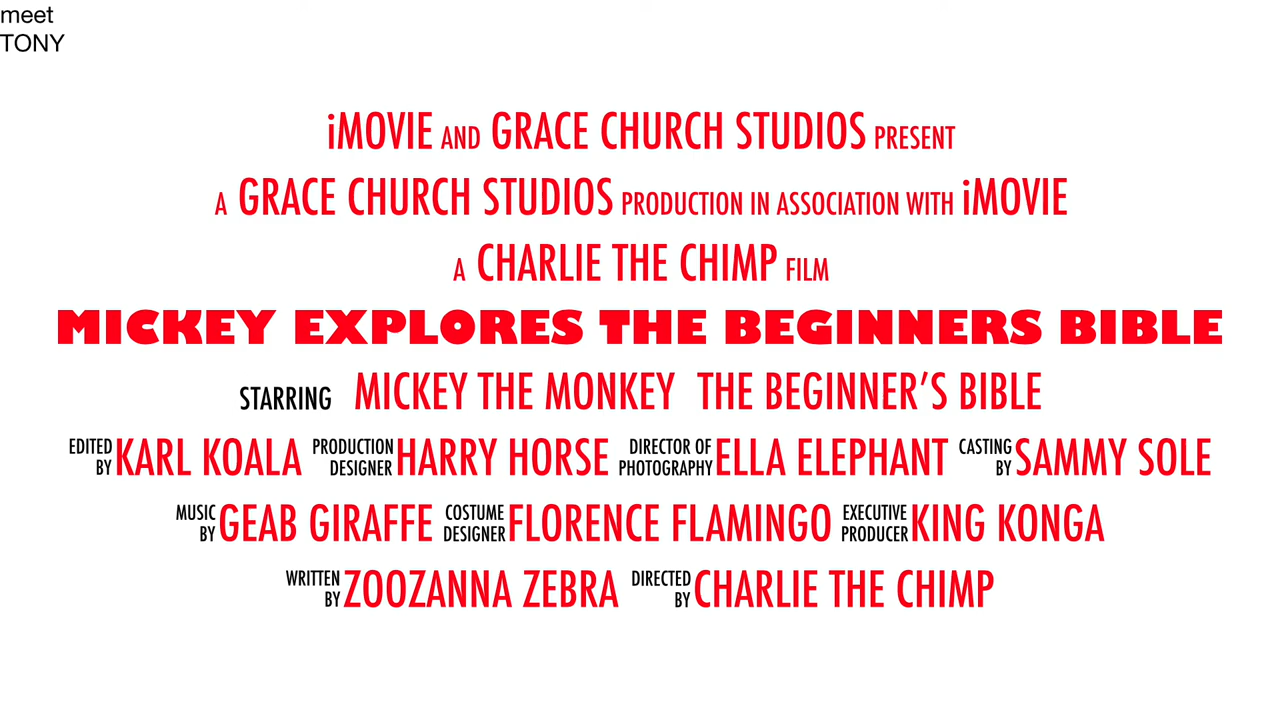 meet
TONY
iMOVIE AND GRACE CHURCH STUDIOS PRESENT
A GRACE CHURCH STUDIOS PRODUCTION IN ASSOCIATION WITH iMOVIE
A CHARLIE THE CHIMP FILM
MICKEY EXPLORES THE BEGINNERS BIBLE
STARRING MICKEY THE MONKEY THE BEGINNER'S BIBLE
EDITED BY KARL KOALA PRODUCTION DESIGNER HARRY HORSE DIRECTOR OF PHOTOGRAPHY ELLA ELEPHANT CASTING BY SAMMY SOLE
MUSIC BY GEAB GIRAFFE COSTUME DESIGNER FLORENCE FLAMINGO EXECUTIVE PRODUCER KING KONGA
WRITTEN BY ZOOZANNA ZEBRA DIRECTED BY CHARLIE THE CHIMP